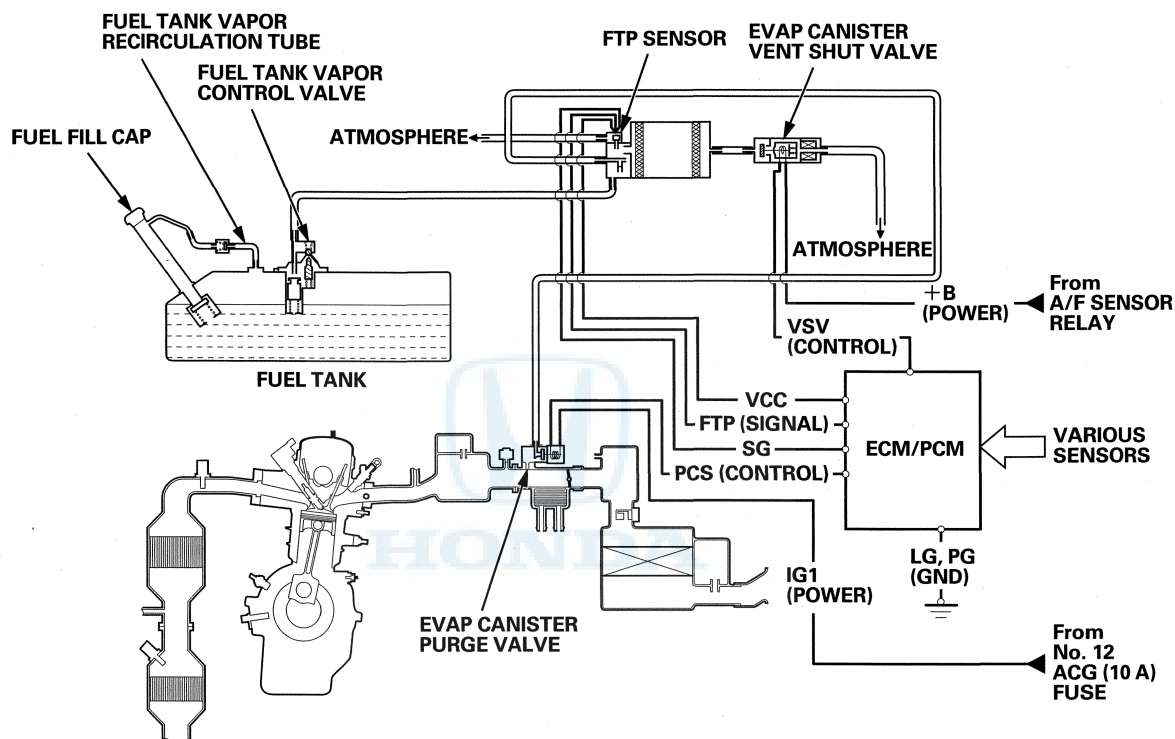 FUEL TANK VAPOR
RECIRCULATION TUBE
FUEL TANK VAPOR
CONTROL VALVE
FUEL FILL CAP
FTP SENSOR
EVAP CANISTER
VENT SHUT VALVE
ATMOSPHERE
ATMOSPHERE
+B
(POWER)
From
A/F SENSOR
RELAY
VSV
(CONTROL)
FUEL TANK
VCC
FTP (SIGNAL)
SG
PCS (CONTROL)
ECM/PCM
VARIOUS
SENSORS
HONDA
LG, PG
(GND)
IG1
(POWER)
EVAP CANISTER
PURGE VALVE
From
No. 12
ACG (10 A)
FUSE